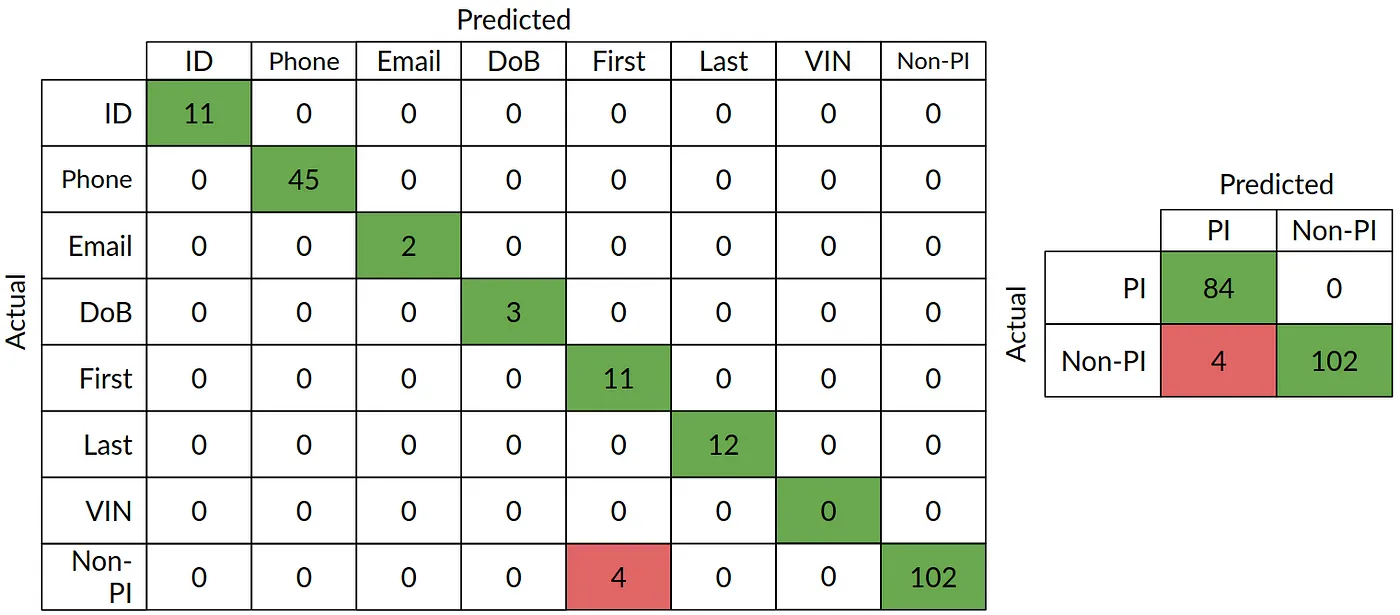 Predicted
ID Phone Email DoB First Last VIN Non-PI
Actual
ID 11 0 0 0 0 0 0 0
Phone 0 45 0 0 0 0 0 0
Email 0 0 2 0 0 0 0 0
DoB 0 0 0 3 0 0 0 0
First 0 0 0 0 11 0 0 0
Last 0 0 0 0 0 12 0 0
VIN 0 0 0 0 0 0 0 0
Non-
PI 0 0 0 0 4 0 0 102
Predicted
PI Non-PI
Actual
PI 84 0
Non-PI 4 102